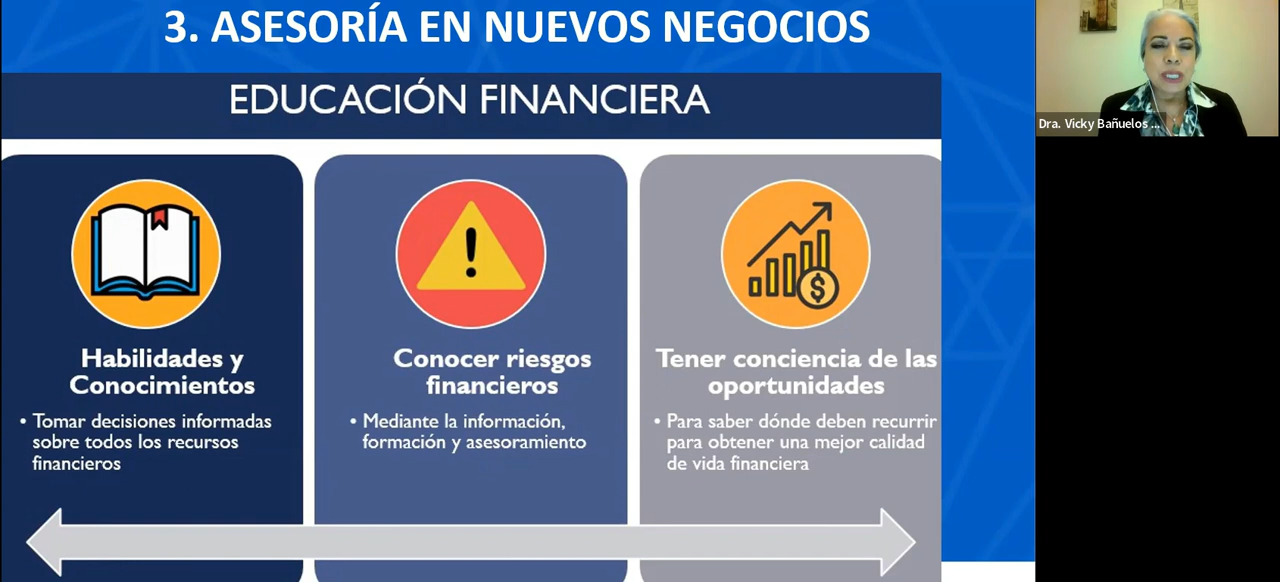 3. ASESORÍA EN NUEVOS NEGOCIOS
EDUCACIÓN FINANCIERA
Habilidades y
Conocimientos
• Tomar decisiones informadas
sobre todos los recursos
financieros
Conocer riesgos
financieros
• Mediante la información,
formación y asesoramiento
Tener conciencia de las
oportunidades
• Para saber dónde deben recurrir
para obtener una mejor calidad
de vida financiera
Dra. Vicky Bañuelos ...